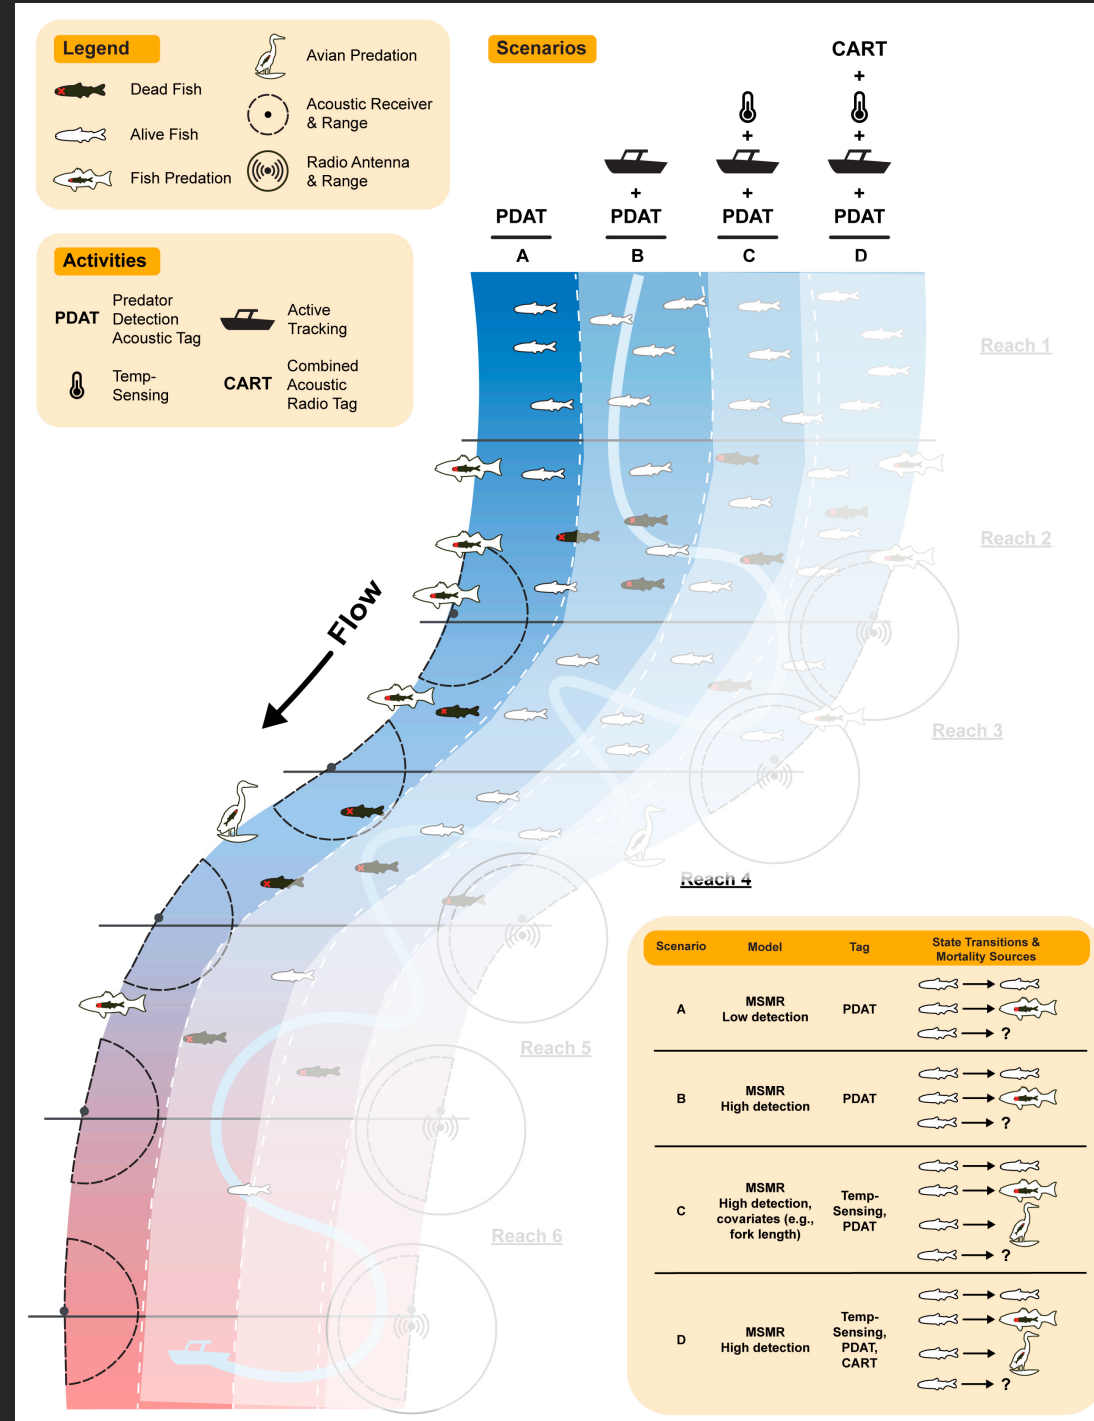 Legend
Dead Fish
Alive Fish
Fish Predation
Avian Predation
Acoustic Receiver
& Range
Radio Antenna
& Range
Activities
PDAT
Predator
Detection
Acoustic Tag
Temp-
Sensing
Active
Tracking
CART
Combined
Acoustic
Radio Tag
Scenarios
CART
+
+
+
+
+
+
PDAT
PDAT
PDAT
PDAT
A
B
C
D
Reach 1
Reach 2
Flow
Reach 3
Reach 4
Reach 5
Reach 6
Scenario
Model
Tag
State Transitions &
Mortality Sources
A
MSMR
Low detection
PDAT
?
B
MSMR
High detection
PDAT
?
C
MSMR
High detection,
covariates (e.g.,
fork length)
Temp-
Sensing,
PDAT
?
D
MSMR
High detection
Temp-
Sensing,
PDAT,
CART
?